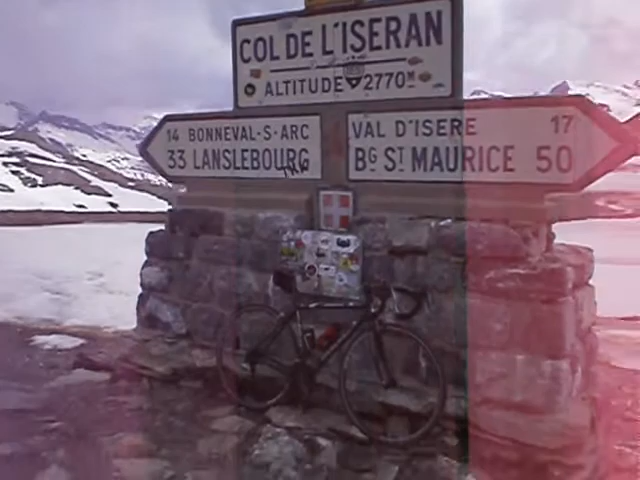 COL DE L'ISERAN
ALTITUDE 2770M
14 BONNEVAL-S-ARC
33 LANSLEBOURG
VAL D'ISERE 17
BG ST MAURICE 50